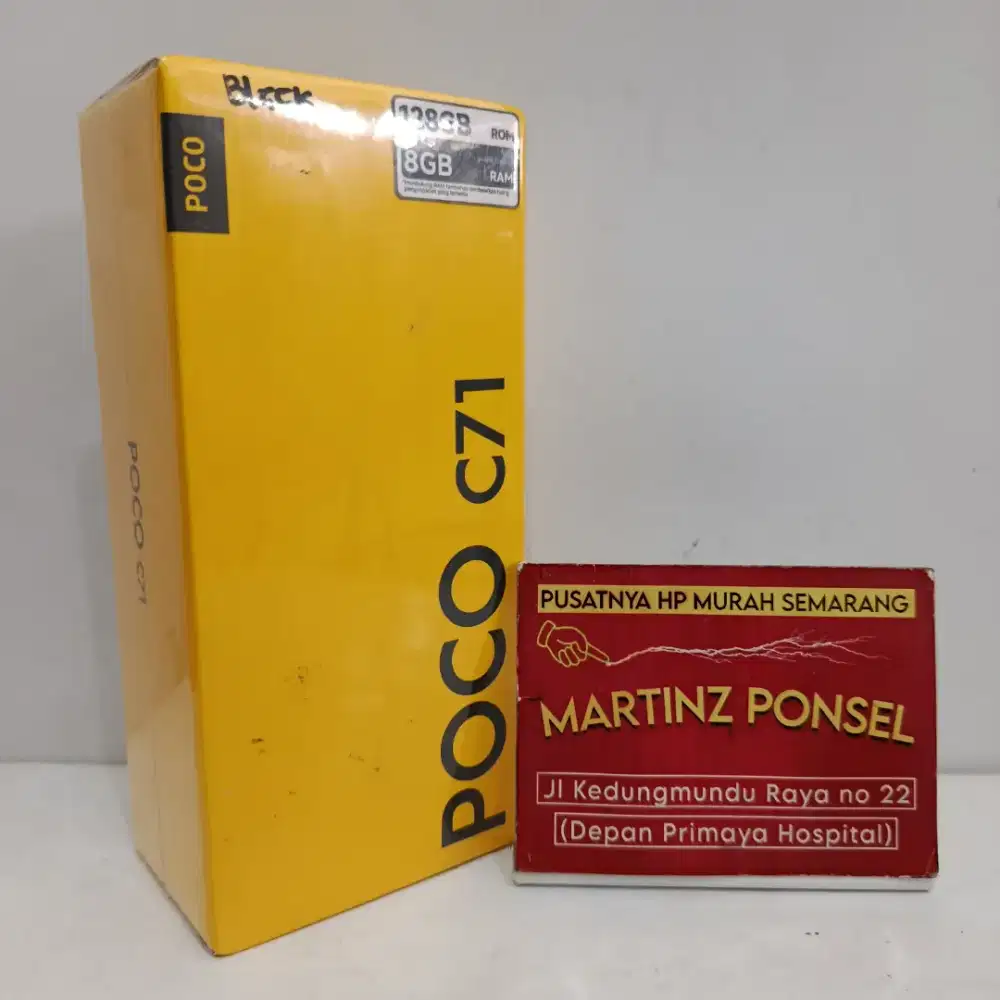 BLACK
POCO
128GB ROM
8GB RAM
POCO C71
POCO C71
PUSATNYA HP MURAH SEMARANG
MARTINZ PONSEL
Jl Kedungmundu Raya no 22
(Depan Primaya Hospital)